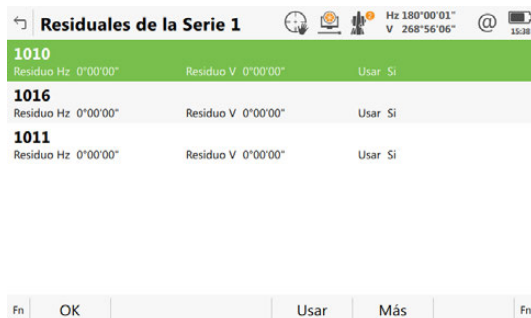 Residuales de la Serie 1
2
Hz 180°00'01"
V 268°56'06"
@
15:38
1010
Residuo Hz 0°00'00" Residuo V 0°00'00" Usar Si
1016
Residuo Hz 0°00'00" Residuo V 0°00'00" Usar Si
1011
Residuo Hz 0°00'00" Residuo V 0°00'00" Usar Si
Fn OK Usar Más Fn